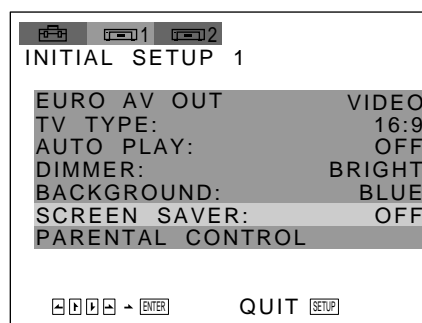 1 2
INITIAL SETUP 1
EURO AV OUT VIDEO
TV TYPE: 16:9
AUTO PLAY: OFF
DIMMER: BRIGHT
BACKGROUND: BLUE
SCREEN SAVER: OFF
PARENTAL CONTROL
ENTER QUIT SETUP